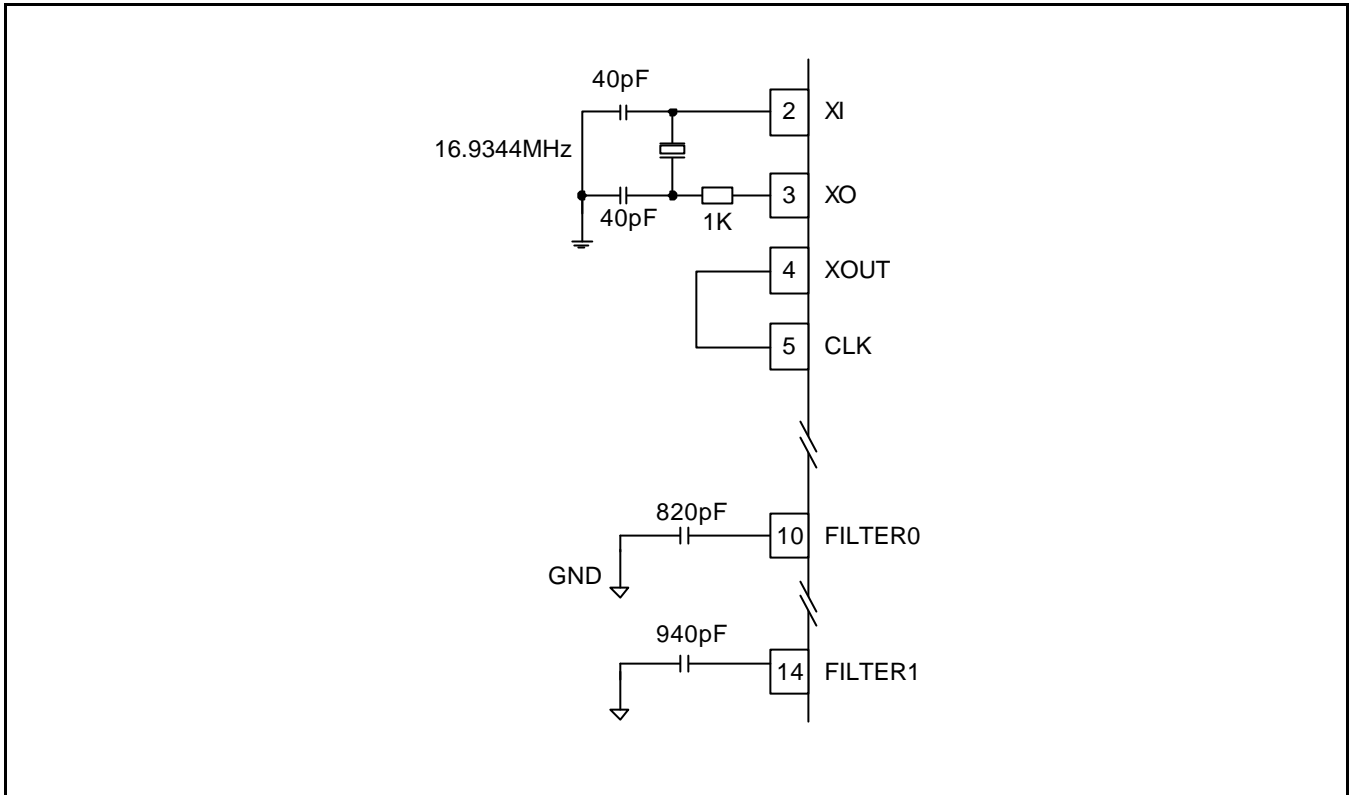 40pF
2 XI
16.9344MHz
3 XO
40pF
1K
4 XOUT
5 CLK
820pF
10 FILTER0
GND
940pF
14 FILTER1